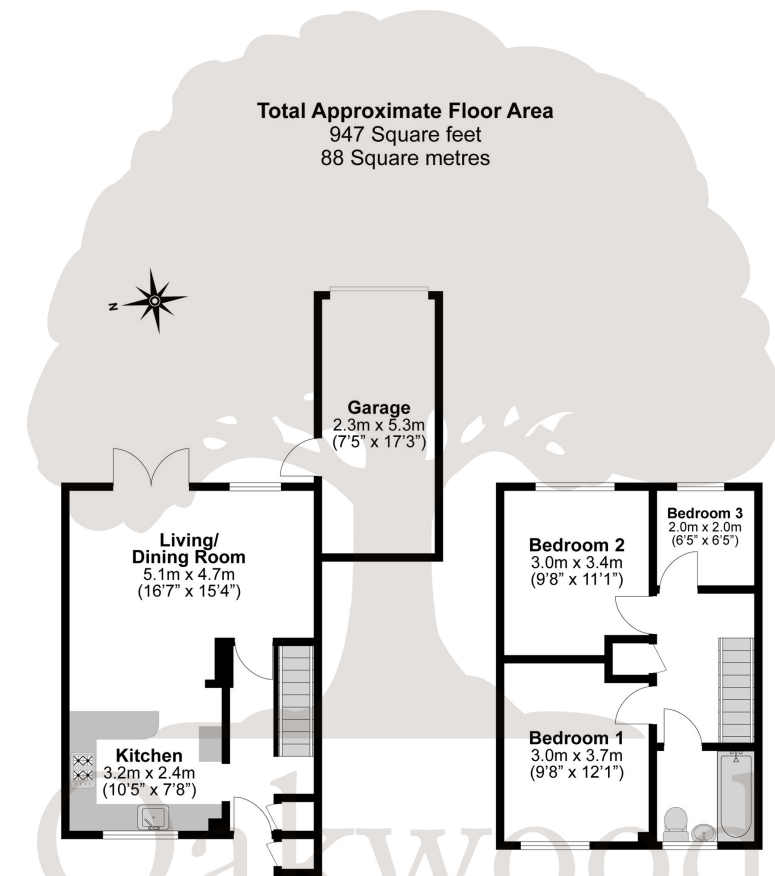 Total Approximate Floor Area
947 Square feet
88 Square metres
N
Garage
2.3m x 5.3m
(7'5" x 17'3")
Living/
Dining Room
5.1m x 4.7m
(16'7" x 15'4")
Kitchen
3.2m x 2.4m
(10'5" x 7'8")
Bedroom 2
3.0m x 3.4m
(9'8" x 11'1")
Bedroom 3
2.0m x 2.0m
(6'5" x 6'5")
Bedroom 1
3.0m x 3.7m
(9'8" x 12'1")
Oakwood